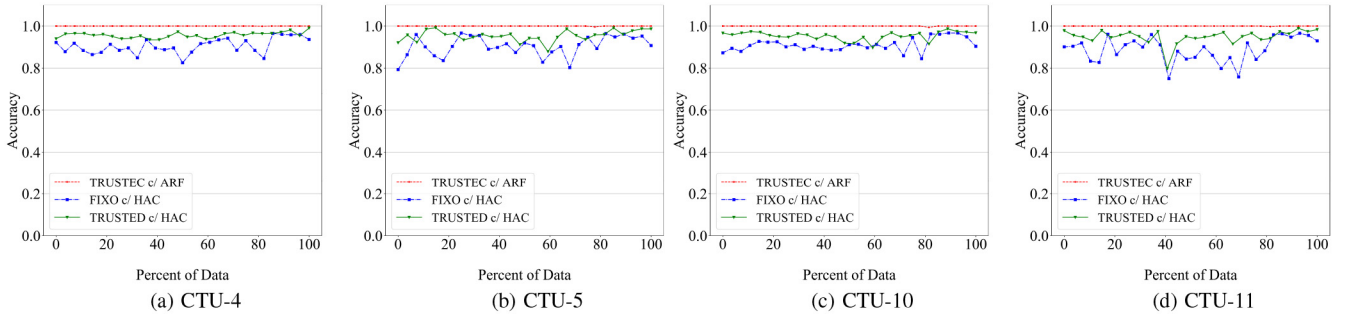 1.0
0.8
0.6
0.4
0.2
0.0
Accuracy
TRUSTEC c/ ARF
FIXO c/ HAC
TRUSTED c/ HAC
0 20 40 60 80 100
Percent of Data
(a) CTU-4
1.0
0.8
0.6
0.4
0.2
0.0
Accuracy
TRUSTEC c/ ARF
FIXO c/ HAC
TRUSTED c/ HAC
0 20 40 60 80 100
Percent of Data
(b) CTU-5
1.0
0.8
0.6
0.4
0.2
0.0
Accuracy
TRUSTEC c/ ARF
FIXO c/ HAC
TRUSTED c/ HAC
0 20 40 60 80 100
Percent of Data
(c) CTU-10
1.0
0.8
0.6
0.4
0.2
0.0
Accuracy
TRUSTEC c/ ARF
FIXO c/ HAC
TRUSTED c/ HAC
0 20 40 60 80 100
Percent of Data
(d) CTU-11